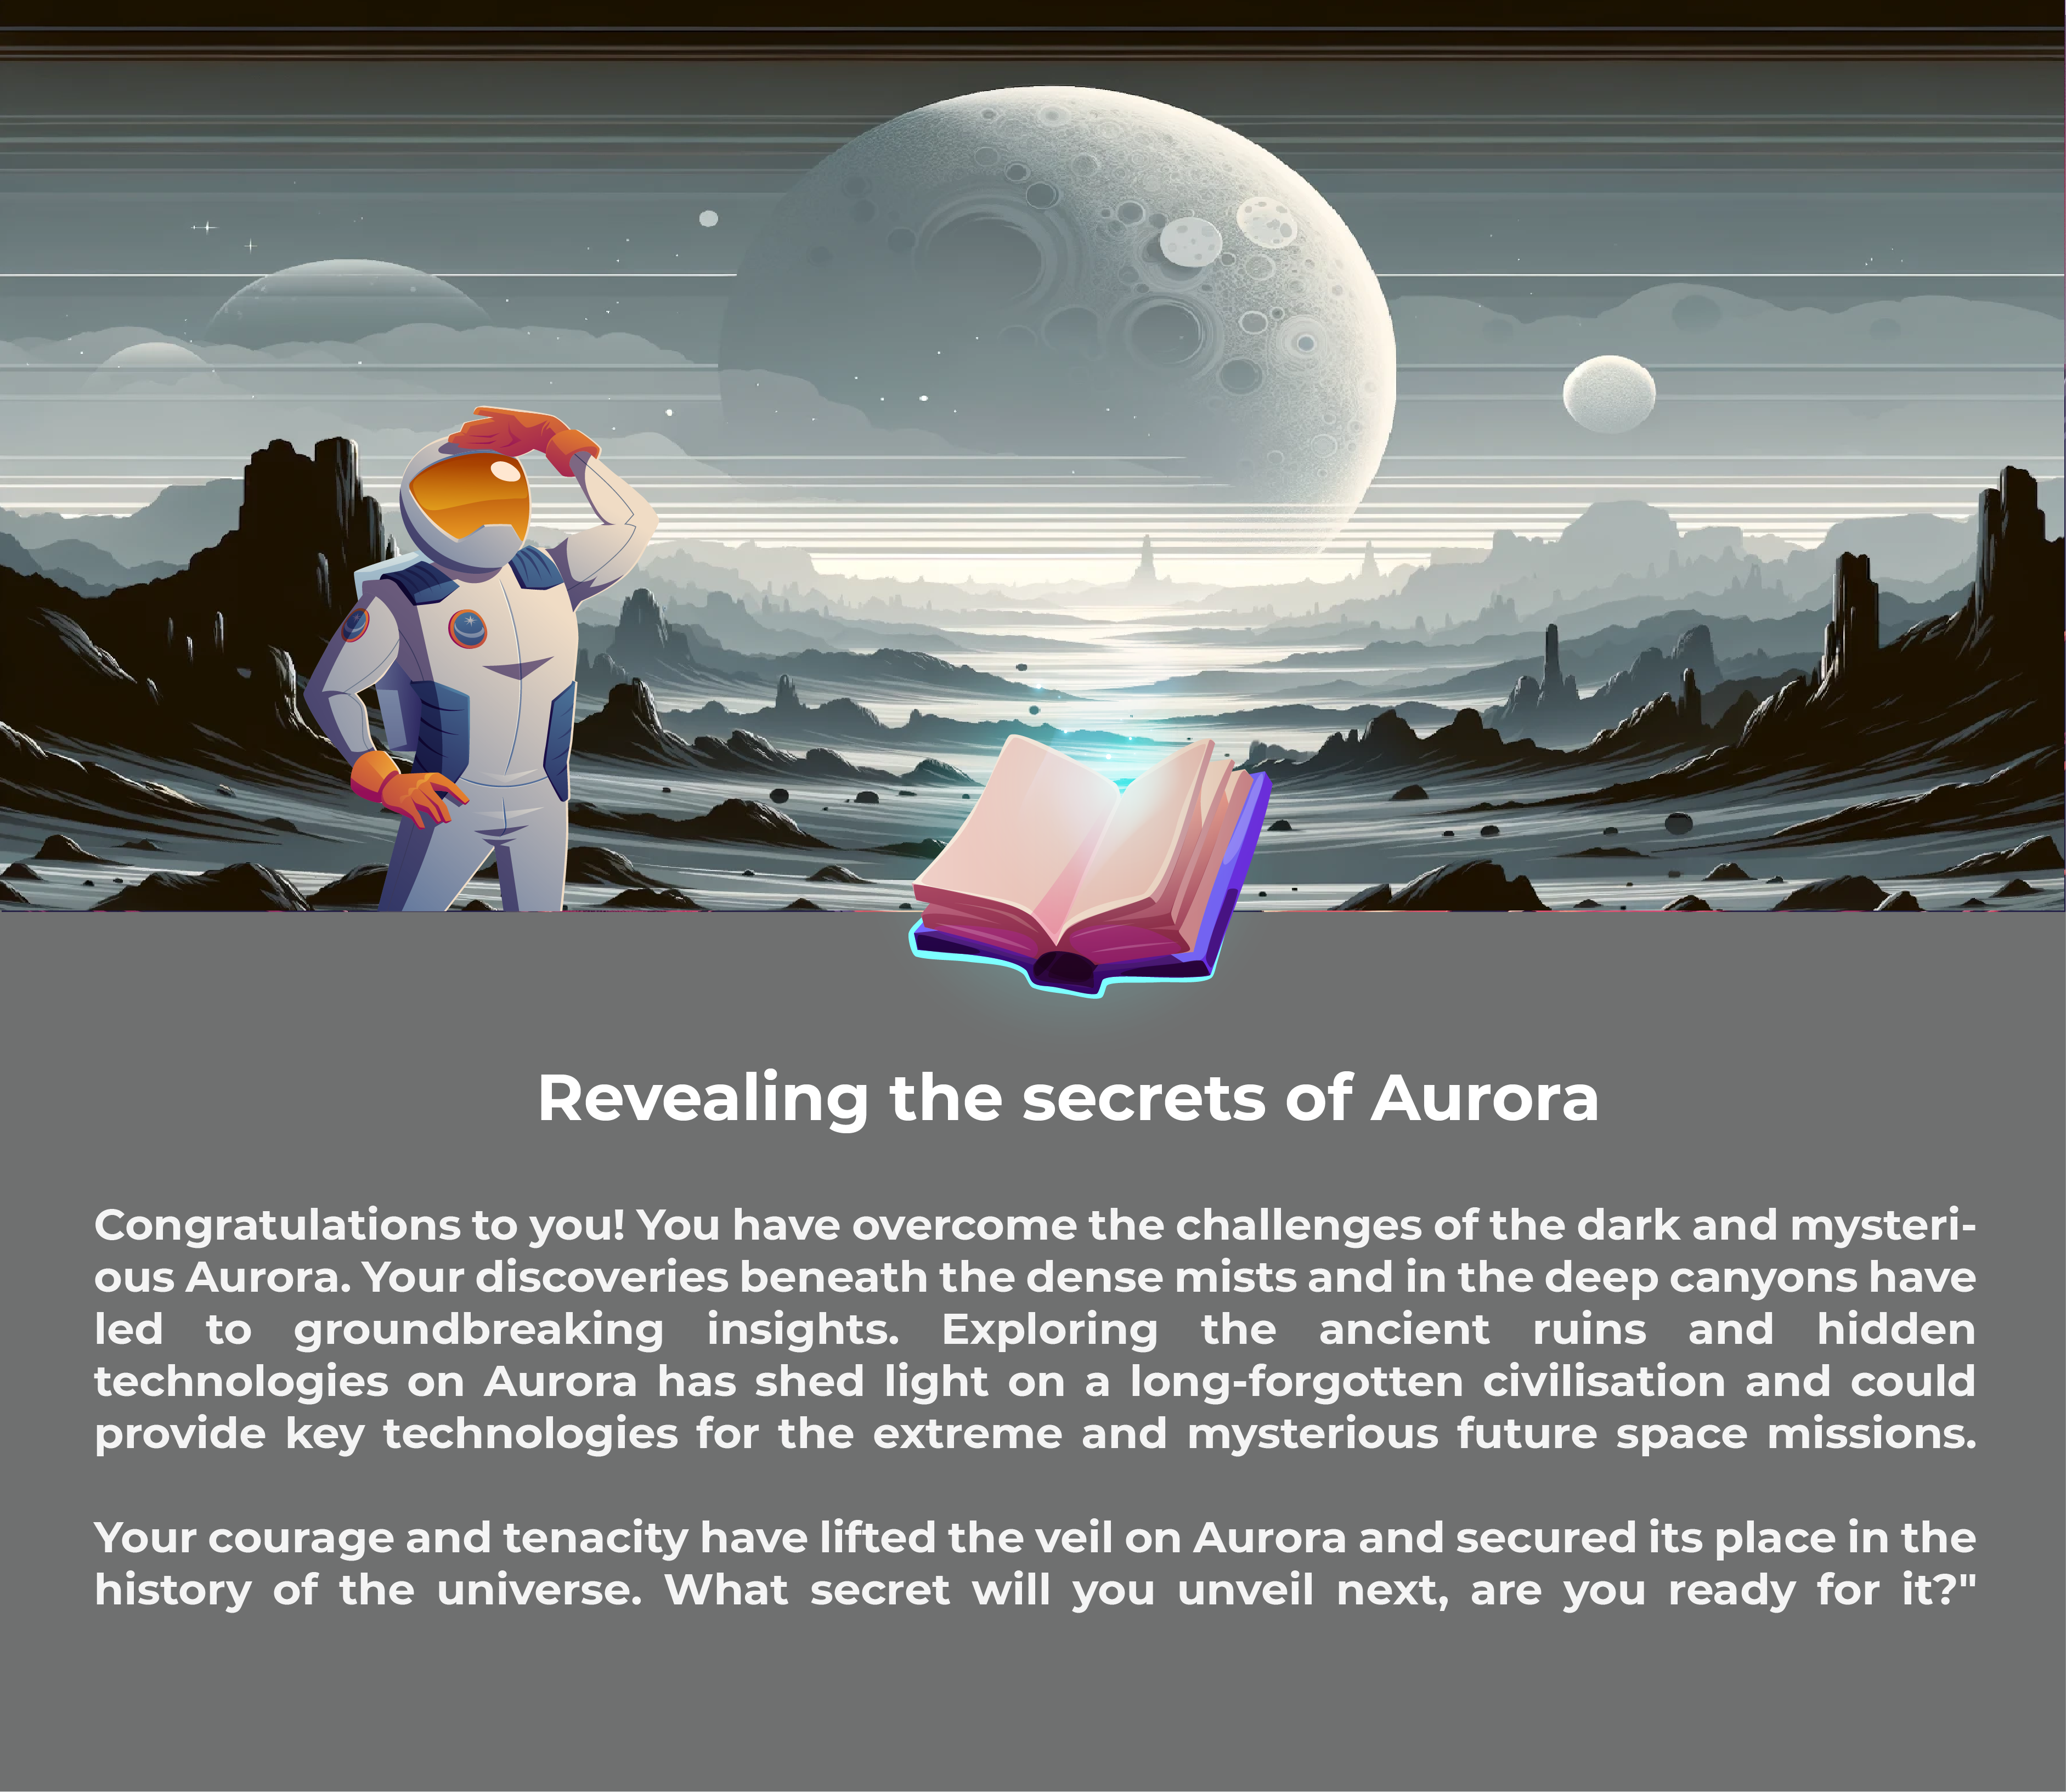 Revealing the secrets of Aurora
Congratulations to you! You have overcome the challenges of the dark and mysteri-
ous Aurora. Your discoveries beneath the dense mists and in the deep canyons have
led to groundbreaking insights. Exploring the ancient ruins and hidden
technologies on Aurora has shed light on a long-forgotten civilisation and could
provide key technologies for the extreme and mysterious future space missions.
Your courage and tenacity have lifted the veil on Aurora and secured its place in the
history of the universe. What secret will you unveil next, are you ready for it?"